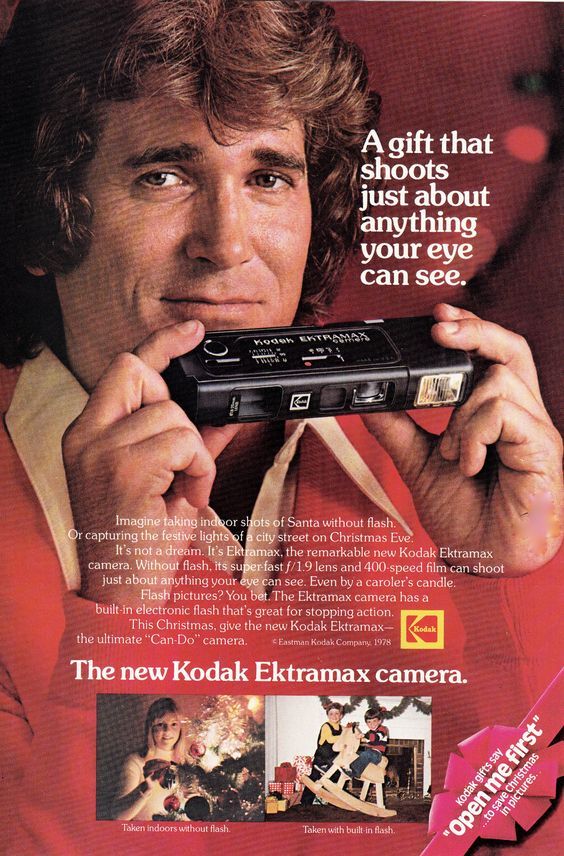 A gift that
shoots
just about
anything
your eye
can see.
Kodak EKTRAMAX
camera
Kodak
Imagine taking indoor shots of Santa without flash.
Or capturing the festive lights of a city street on Christmas Eve.
It's not a dream. It's Ektramax, the remarkable new Kodak Ektramax
camera. Without flash, its super-fast f/1.9 lens and 400-speed film can shoot
just about anything your eye can see. Even by a caroler's candle.
Flash pictures? You bet. The Ektramax camera has a
built-in electronic flash that's great for stopping action.
This Christmas, give the new Kodak Ektramax—
the ultimate "Can-Do" camera.
© Eastman Kodak Company, 1978
Kodak
The new Kodak Ektramax camera.
Taken indoors without flash.
Taken with built-in flash.
Kodak gifts say
"Open me first"
...to save Christmas
in pictures.